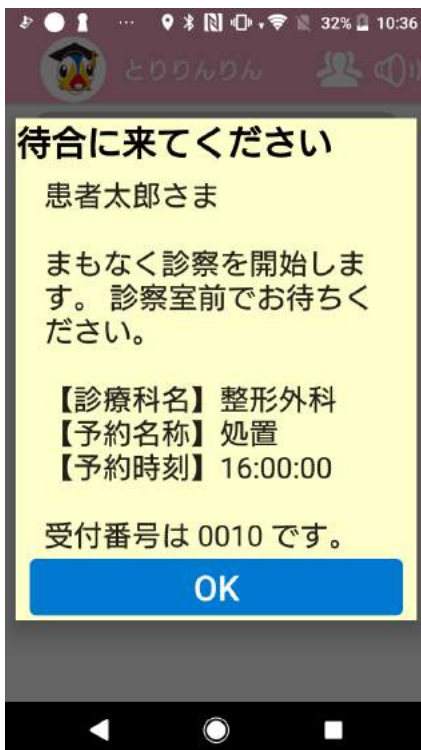 32% 10:36
とりりんりん
待合に来てください
患者太郎さま
まもなく診察を開始しま
す。 診察室前でお待ちく
ださい。
【診療科名】整形外科
【予約名称】処置
【予約時刻】16:00:00
受付番号は 0010 です。
OK